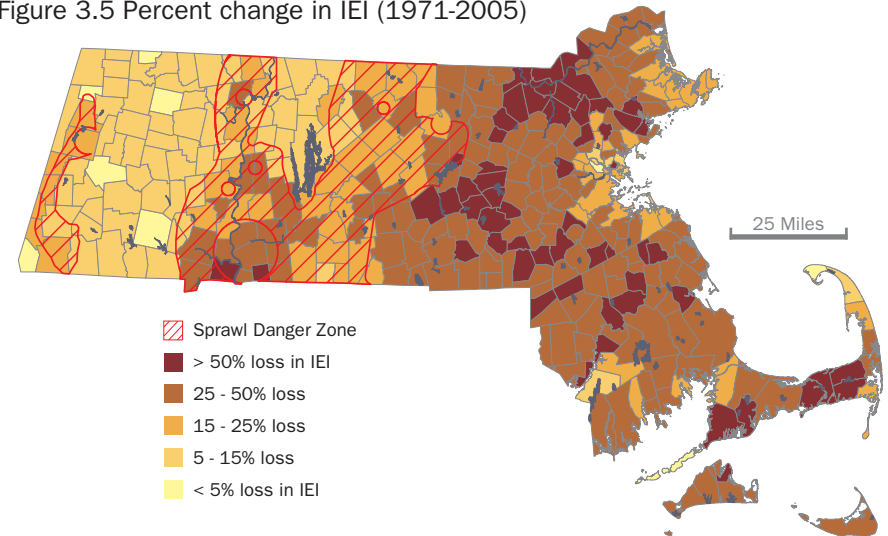 Figure 3.5 Percent change in IEI (1971-2005)
25 Miles
Sprawl Danger Zone
> 50% loss in IEI
25 - 50% loss
15 - 25% loss
5 - 15% loss
< 5% loss in IEI